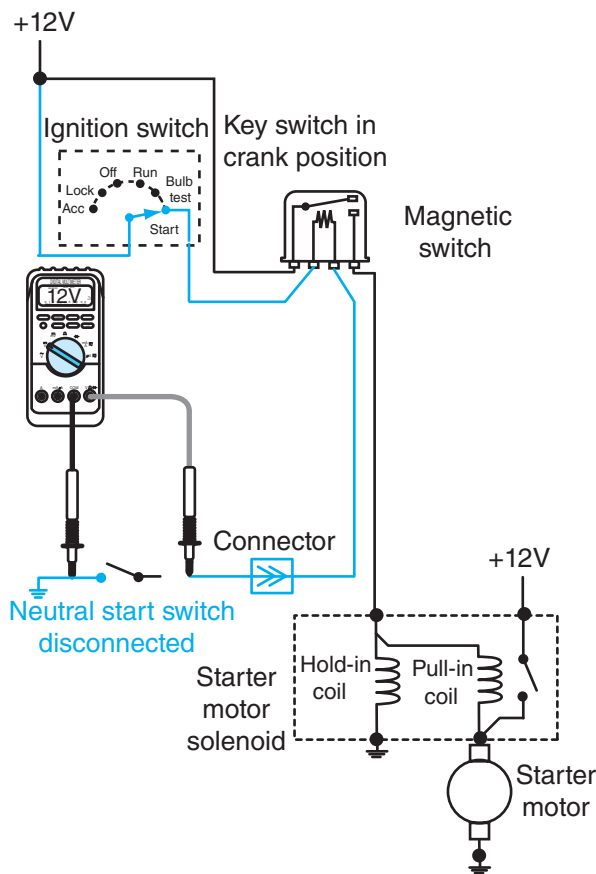 +12V
Ignition switch
Key switch in
crank position
Off
Run
Bulb
test
Lock
Acc
Start
Magnetic
switch
12V
Connector
+12V
Neutral start switch
disconnected
Hold-in
coil
Pull-in
coil
Starter
motor
solenoid
Starter
motor